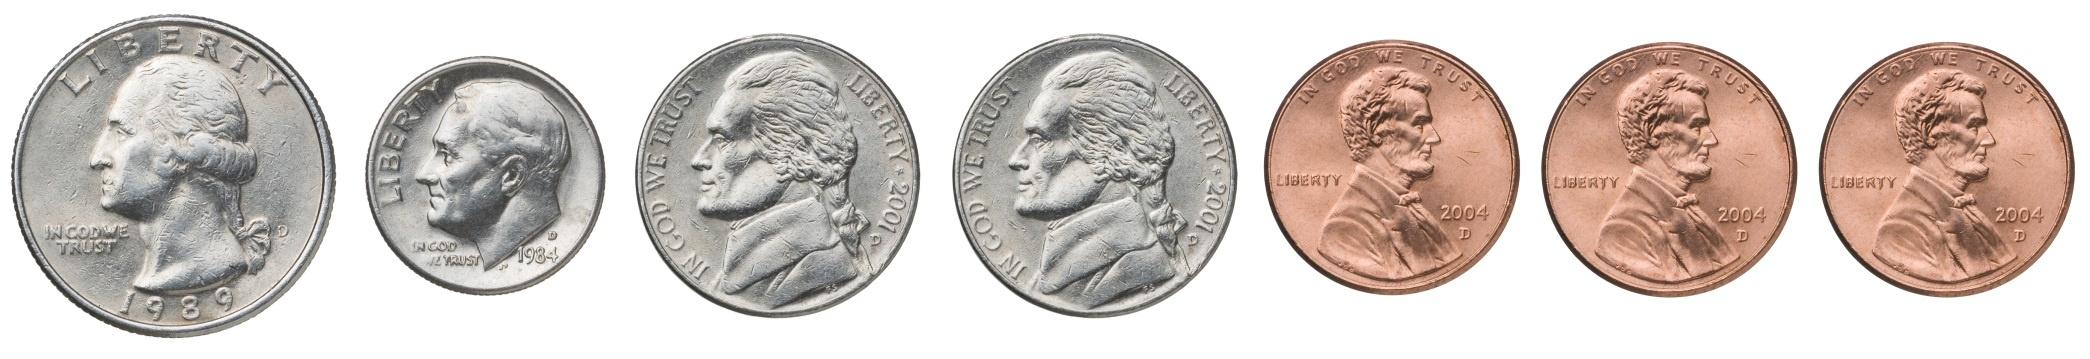 LIBERTY
IN GOD WE
TRUST
D
1989
LIBERTY
IN GOD
WE TRUST
D
1984
IN GOD WE TRUST
LIBERTY * 2001
D
IN GOD WE TRUST
LIBERTY * 2001
D
IN GOD WE TRUST
LIBERTY
2004
D
IN GOD WE TRUST
LIBERTY
2004
D
IN GOD WE TRUST
LIBERTY
2004
D